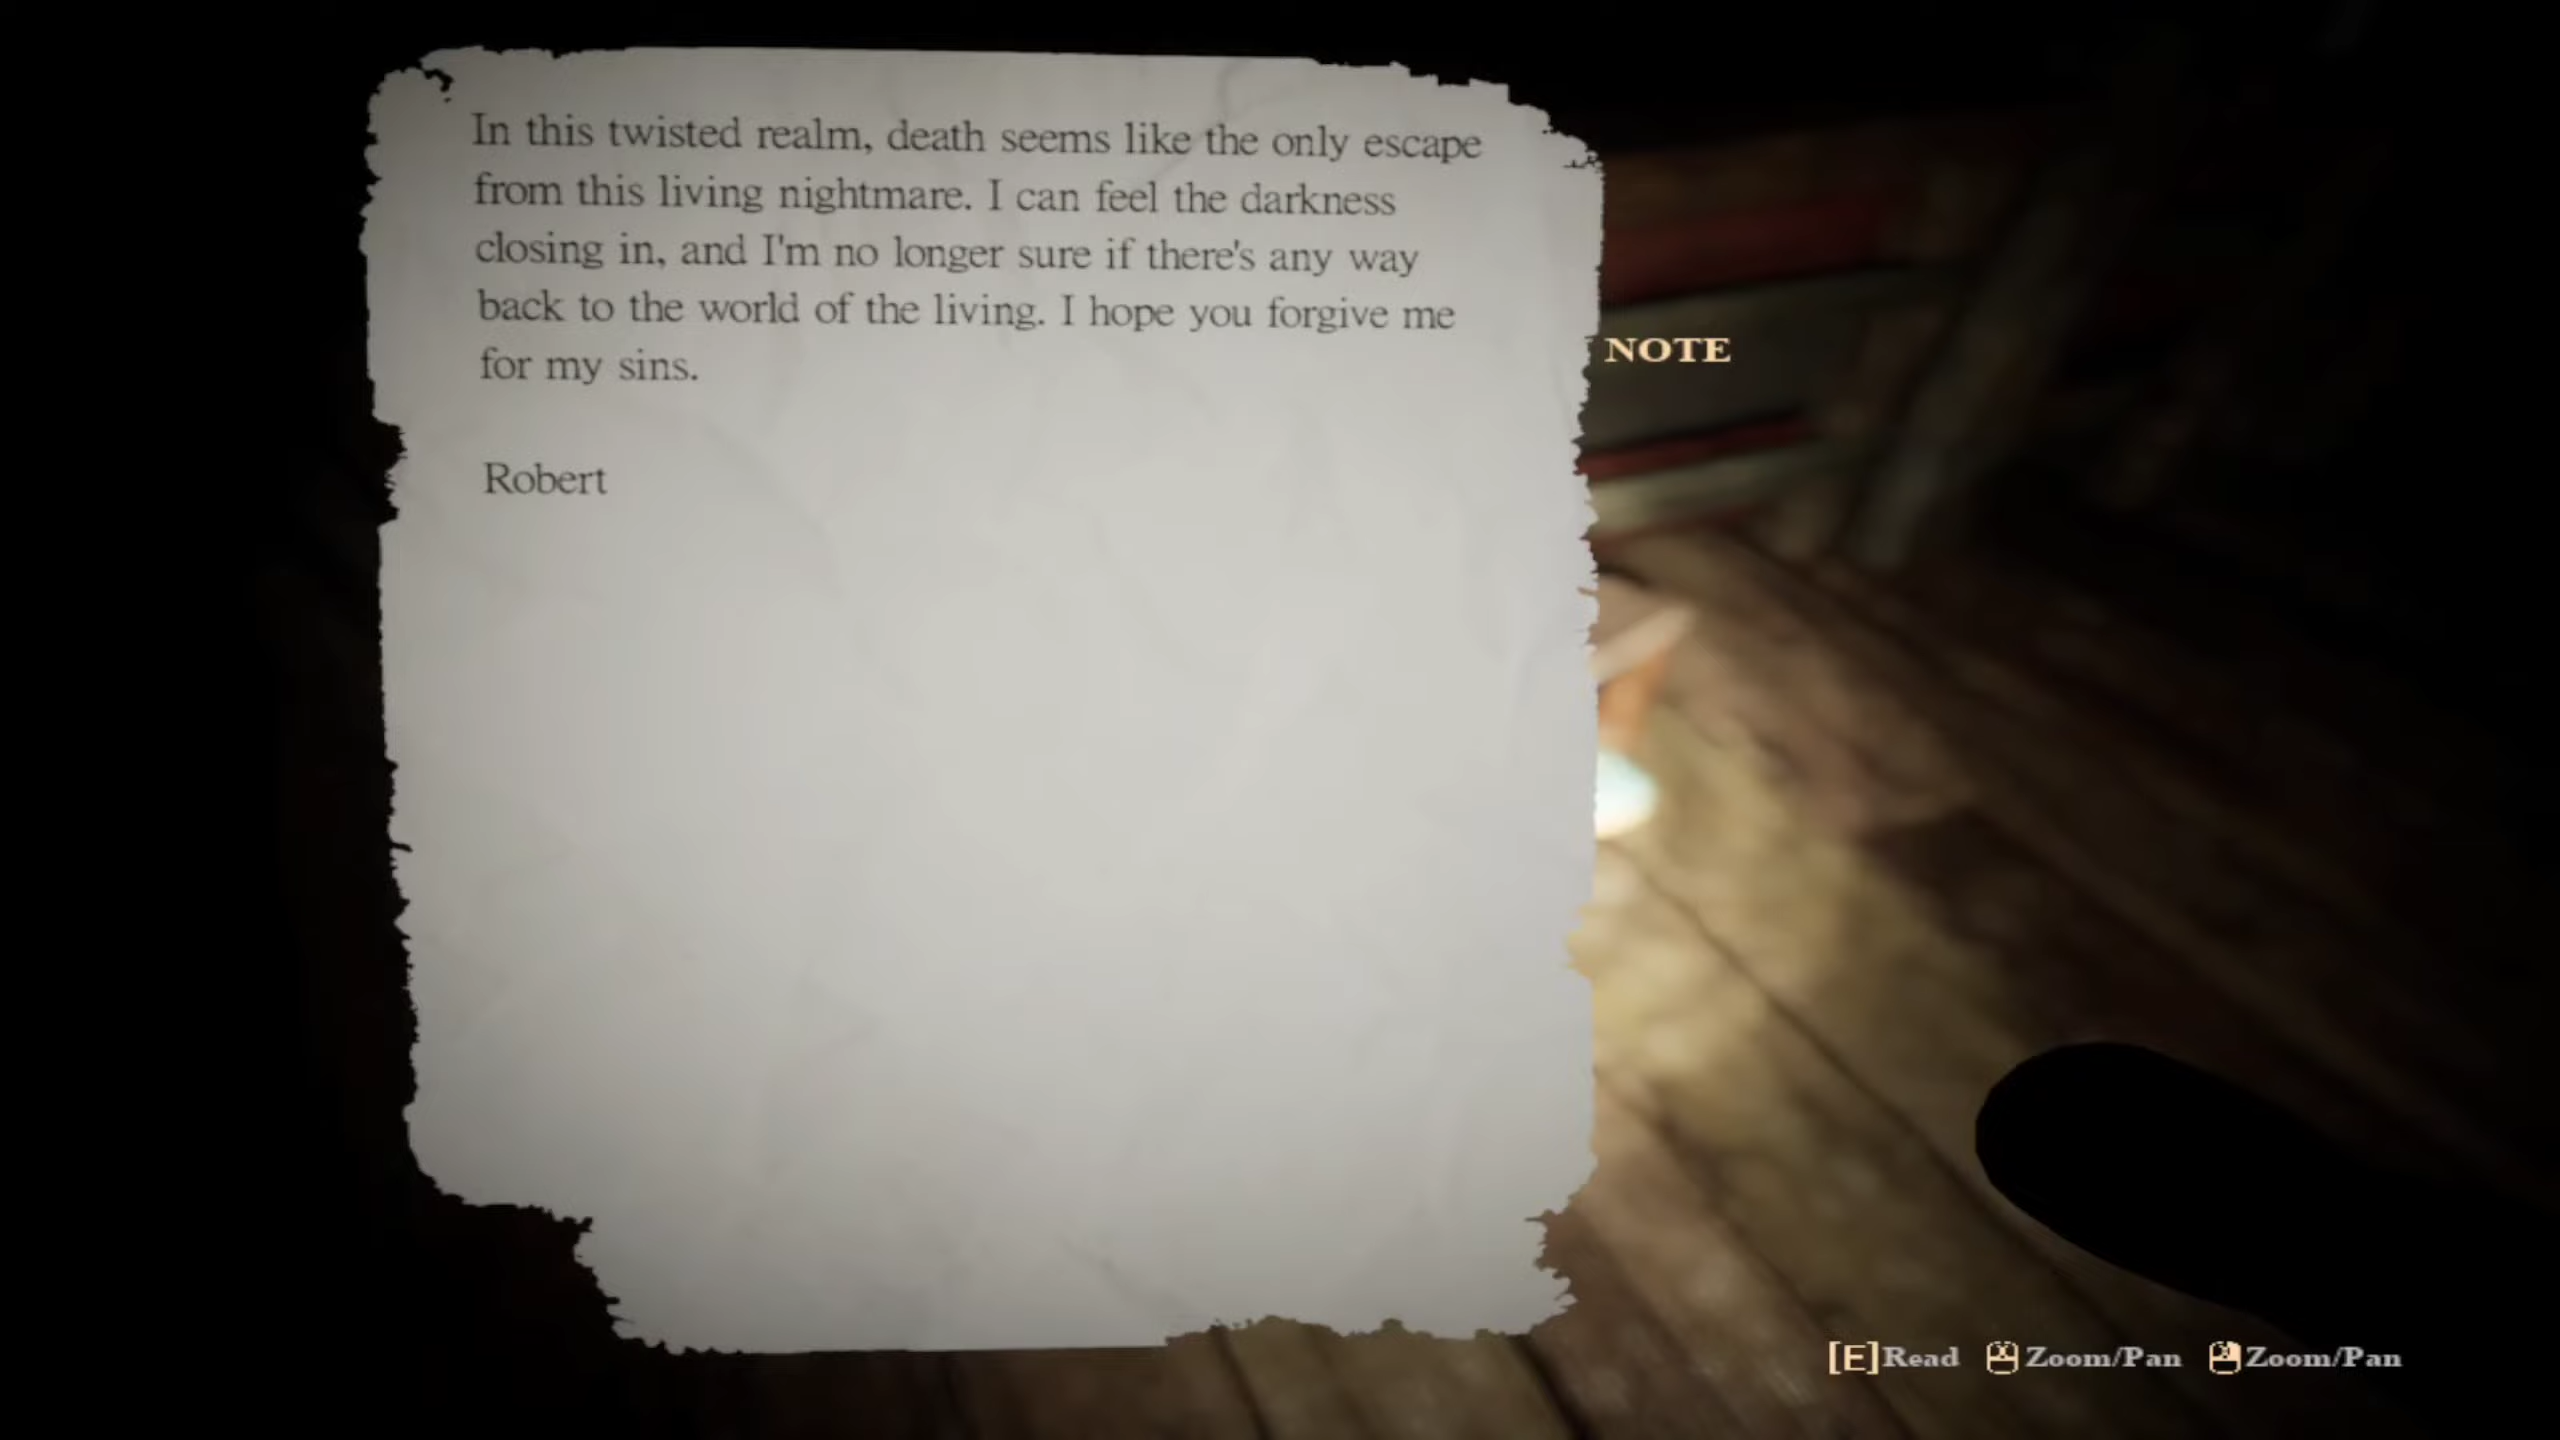 In this twisted realm, death seems like the only escape
from this living nightmare. I can feel the darkness
closing in, and I'm no longer sure if there's any way
back to the world of the living. I hope you forgive me
for my sins.
Robert
NOTE
[E]Read Zoom/Pan Zoom/Pan